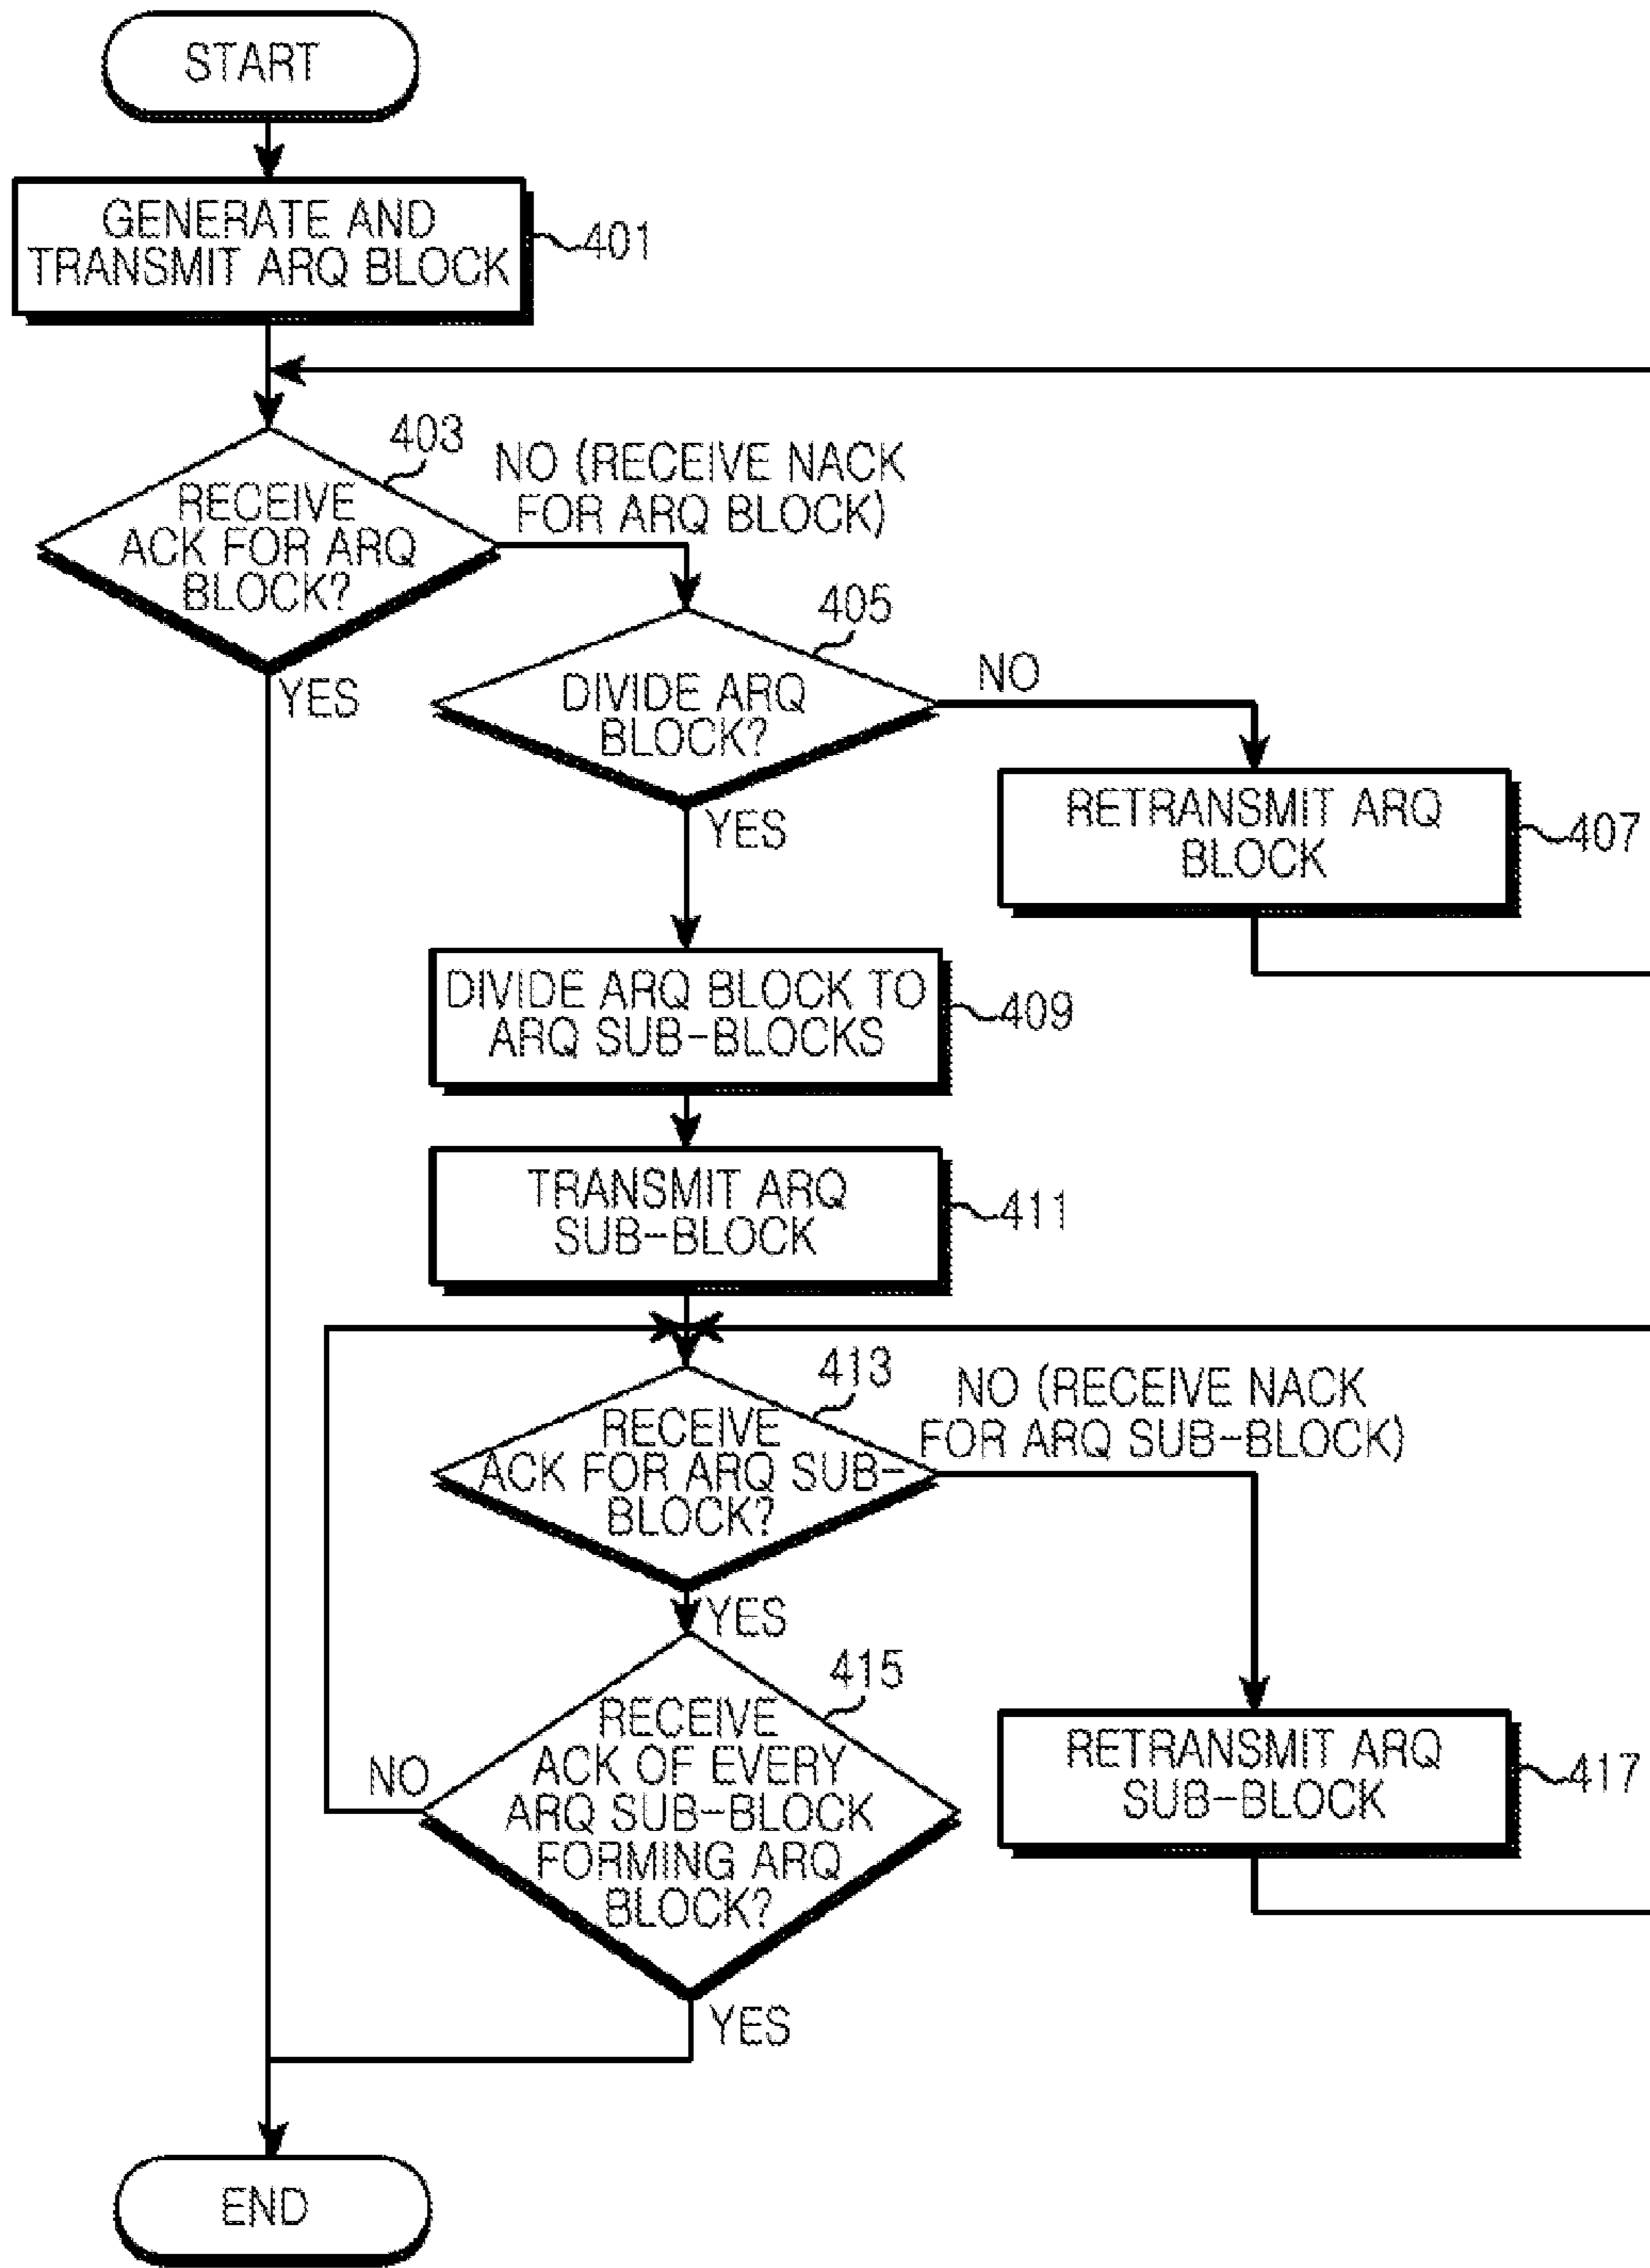 START
GENERATE AND
TRANSMIT ARQ BLOCK
401
403
RECEIVE
ACK FOR ARQ
BLOCK?
NO (RECEIVE NACK
FOR ARQ BLOCK)
YES
405
DIVIDE ARQ
BLOCK?
NO
YES
RETRANSMIT ARQ
BLOCK
407
DIVIDE ARQ BLOCK TO
ARQ SUB-BLOCKS
409
TRANSMIT ARQ
SUB-BLOCK
411
413
RECEIVE
ACK FOR ARQ SUB-
BLOCK?
NO (RECEIVE NACK
FOR ARQ SUB-BLOCK)
YES
415
RECEIVE
ACK OF EVERY
ARQ SUB-BLOCK
FORMING ARQ
BLOCK?
NO
RETRANSMIT ARQ
SUB-BLOCK
417
YES
END